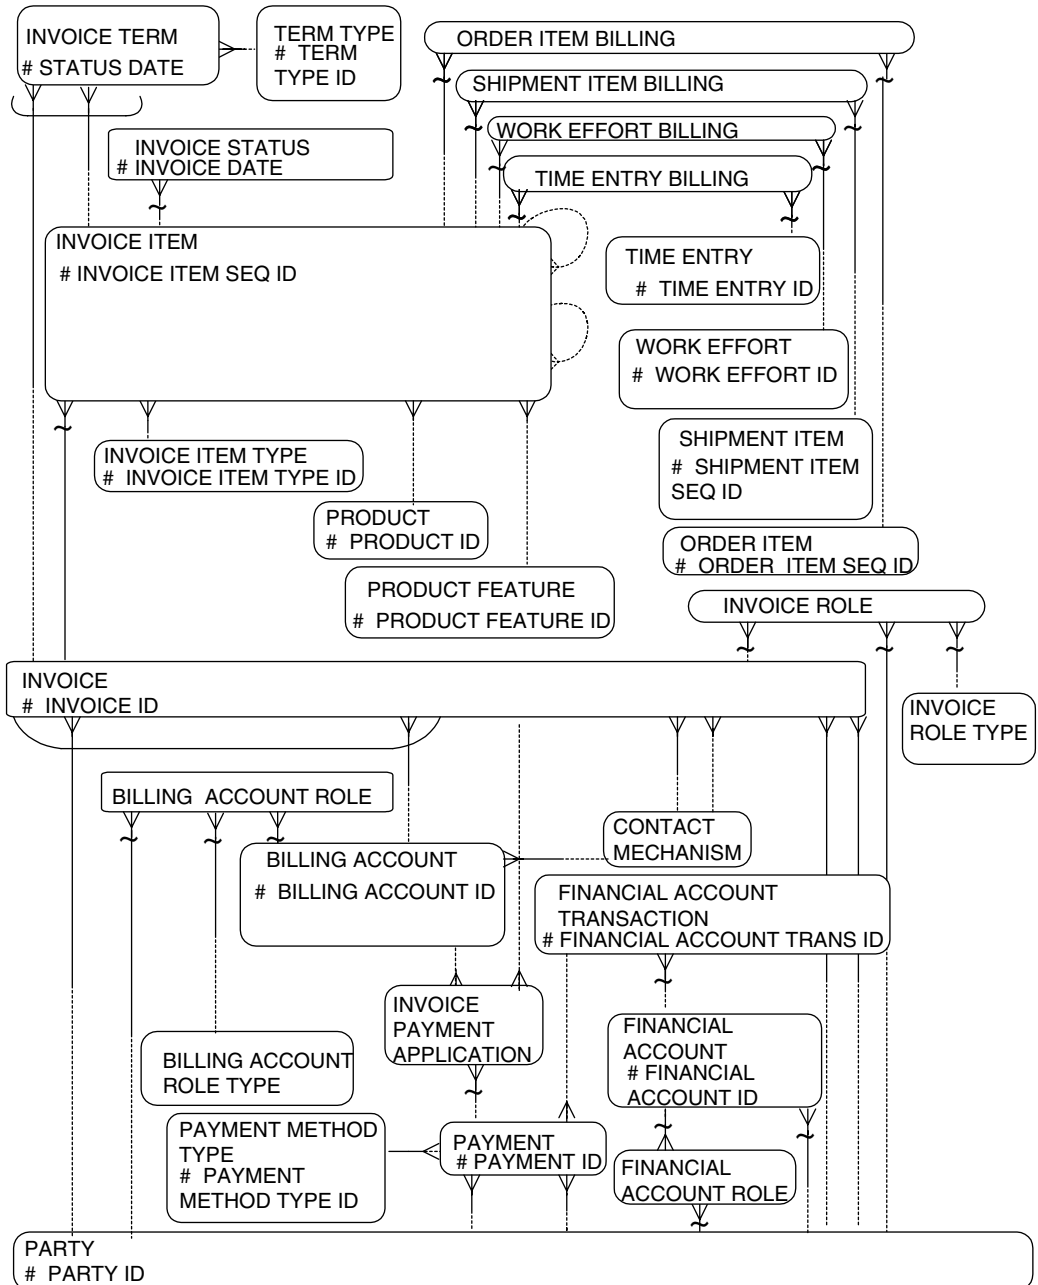 INVOICE TERM
# STATUS DATE
TERM TYPE
# TERM
TYPE ID
ORDER ITEM BILLING
SHIPMENT ITEM BILLING
WORK EFFORT BILLING
TIME ENTRY BILLING
INVOICE STATUS
# INVOICE DATE
INVOICE ITEM
# INVOICE ITEM SEQ ID
TIME ENTRY
# TIME ENTRY ID
WORK EFFORT
# WORK EFFORT ID
SHIPMENT ITEM
# SHIPMENT ITEM
SEQ ID
INVOICE ITEM TYPE
# INVOICE ITEM TYPE ID
PRODUCT
# PRODUCT ID
ORDER ITEM
# ORDER ITEM SEQ ID
PRODUCT FEATURE
# PRODUCT FEATURE ID
INVOICE ROLE
INVOICE
# INVOICE ID
INVOICE
ROLE TYPE
BILLING ACCOUNT ROLE
CONTACT
MECHANISM
BILLING ACCOUNT
# BILLING ACCOUNT ID
FINANCIAL ACCOUNT
TRANSACTION
# FINANCIAL ACCOUNT TRANS ID
INVOICE
PAYMENT
APPLICATION
FINANCIAL
ACCOUNT
# FINANCIAL
ACCOUNT ID
BILLING ACCOUNT
ROLE TYPE
PAYMENT METHOD
TYPE
# PAYMENT
METHOD TYPE ID
PAYMENT
# PAYMENT ID
FINANCIAL
ACCOUNT ROLE
PARTY
# PARTY ID